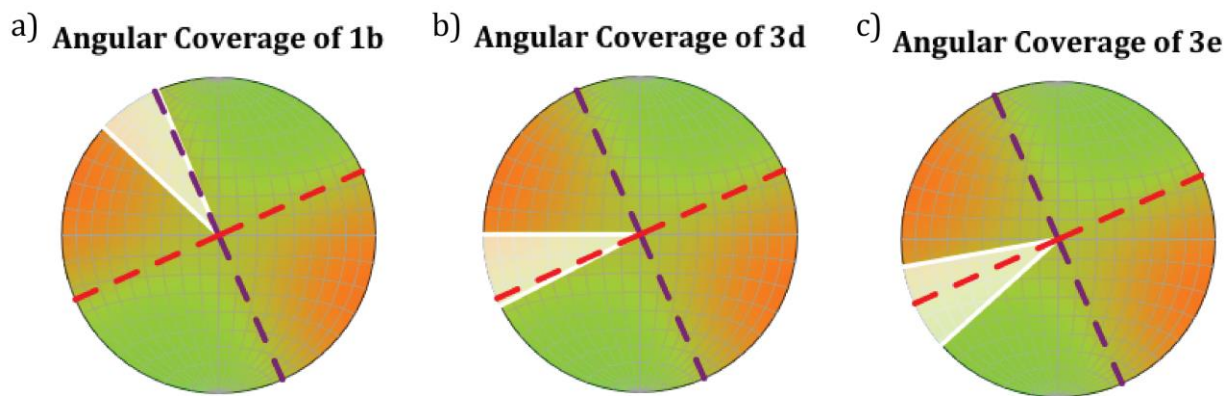 a) Angular Coverage of 1b
b) Angular Coverage of 3d
c) Angular Coverage of 3e